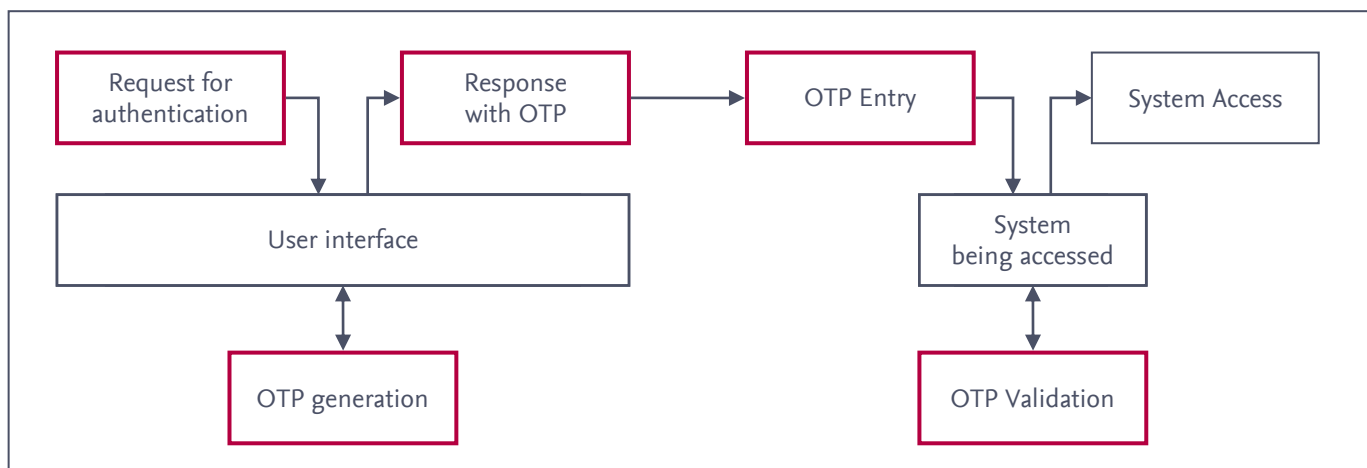 Request for
authentication
Response
with OTP
OTP Entry
System Access
User interface
System
being accessed
OTP generation
OTP Validation